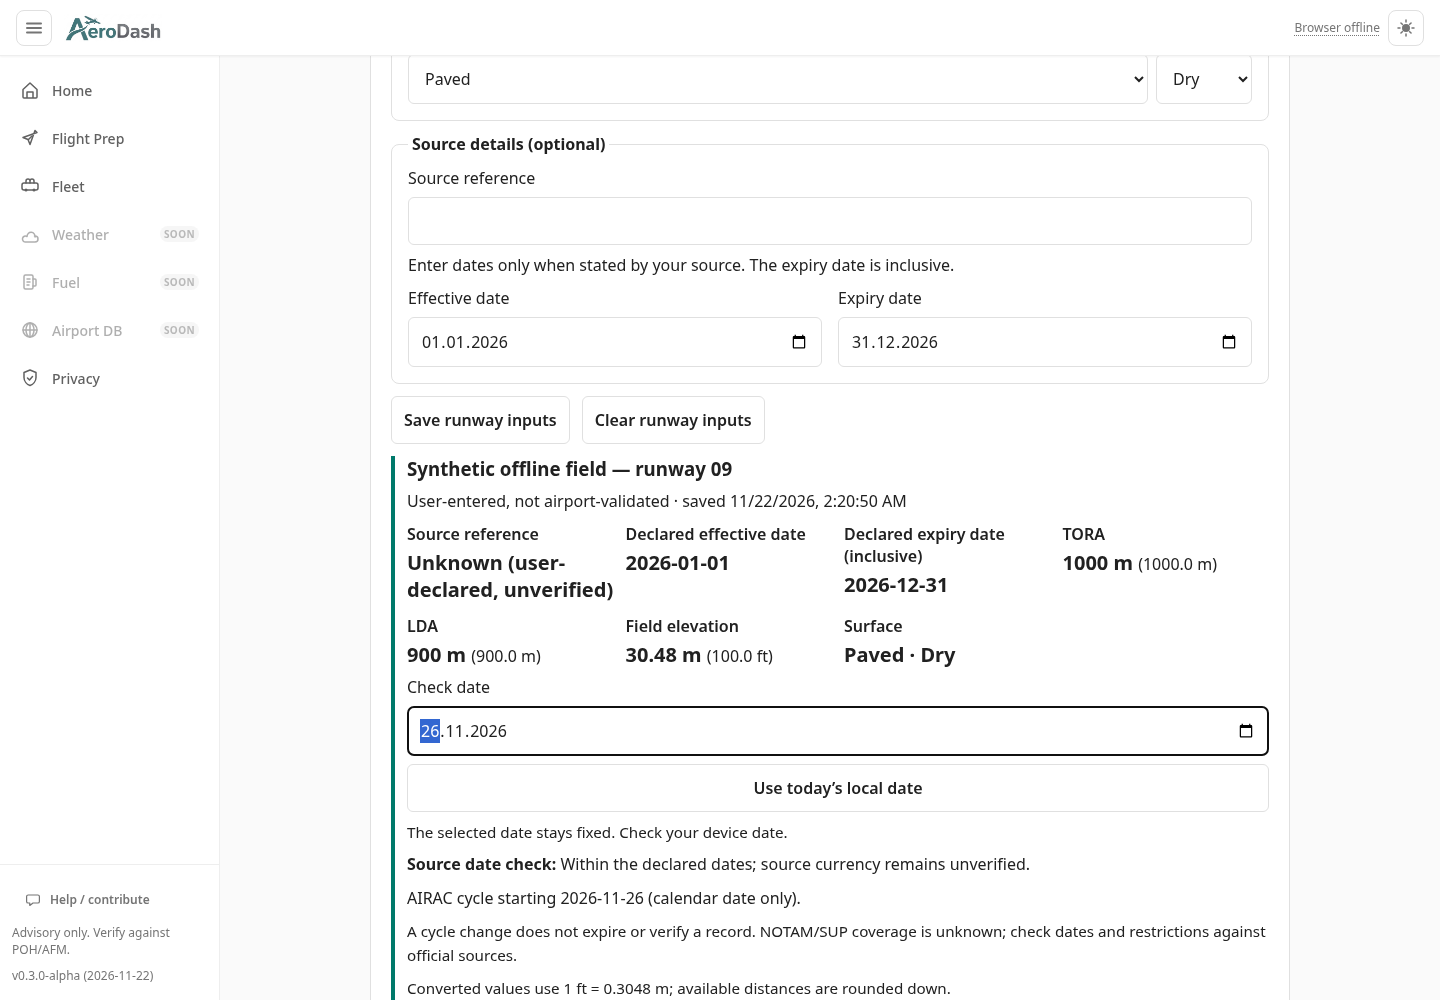 AeroDash
Browser offline
Home
Flight Prep
Fleet
Weather SOON
Fuel SOON
Airport DB SOON
Privacy
Help / contribute
Advisory only. Verify against
POH/AFM.
v0.3.0-alpha (2026-11-22)
Paved Dry
Source details (optional)
Source reference
Enter dates only when stated by your source. The expiry date is inclusive.
Effective date Expiry date
01.01.2026 31.12.2026
Save runway inputs Clear runway inputs
Synthetic offline field — runway 09
User-entered, not airport-validated · saved 11/22/2026, 2:20:50 AM
Source reference
Unknown (user-
declared, unverified)
Declared effective date
2026-01-01
Declared expiry date
(inclusive)
2026-12-31
TORA
1000 m (1000.0 m)
LDA
900 m (900.0 m)
Field elevation
30.48 m (100.0 ft)
Surface
Paved · Dry
Check date
26.11.2026
Use today’s local date
The selected date stays fixed. Check your device date.
Source date check: Within the declared dates; source currency remains unverified.
AIRAC cycle starting 2026-11-26 (calendar date only).
A cycle change does not expire or verify a record. NOTAM/SUP coverage is unknown; check dates and restrictions against
official sources.
Converted values use 1 ft = 0.3048 m; available distances are rounded down.